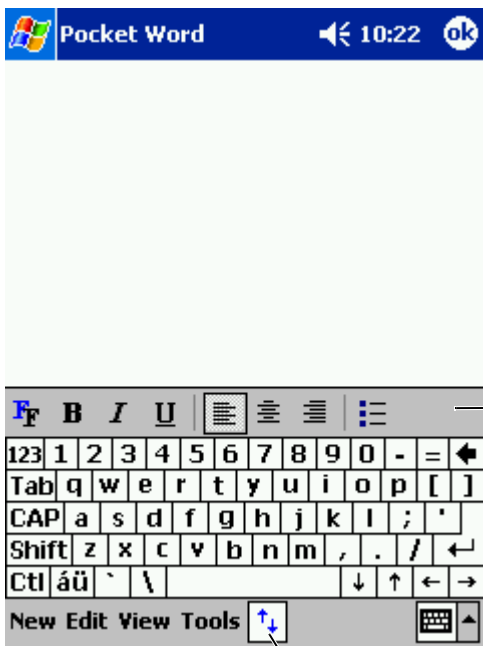 Pocket Word 10:22 ok
FF B I U
123 1 2 3 4 5 6 7 8 9 0 - =
Tab q w e r t y u i o p [ ]
CAP a s d f g h j k l ; '
Shift z x c v b n m , . /
Ctl áü ` \ ↓ ↑ ← →
New Edit View Tools